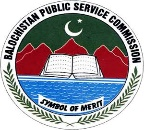 BALOCHISTAN PUBLIC SERVICE COMMISSION
SYMBOL OF MERIT